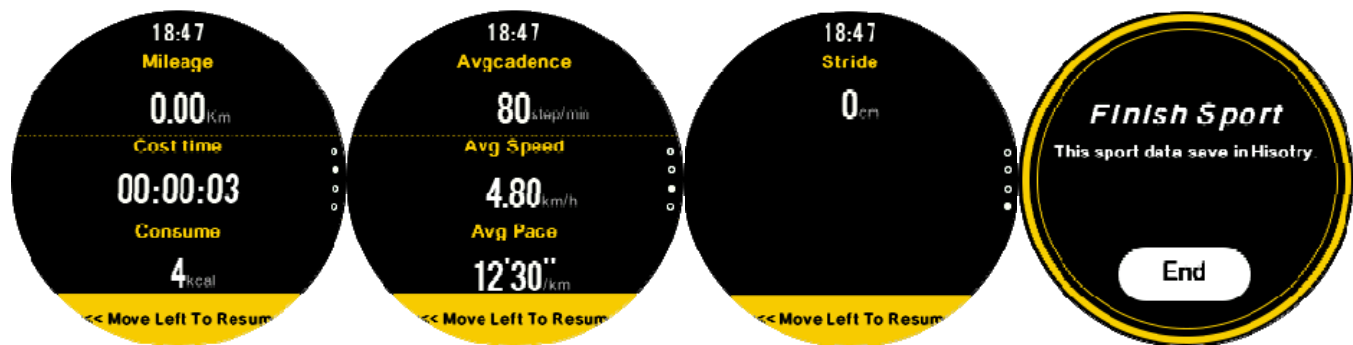 18:47
Mileage
0.00Km
Cost time
00:00:03
Consume
4kcal
<< Move Left To Resum
18:47
Avgcadence
80step/min
Avg Speed
4.80km/h
Avg Pace
12'30"/km
<< Move Left To Resum
18:47
Stride
0cm
<< Move Left To Resum
Finish Sport
This sport data save in Hisotry.
End